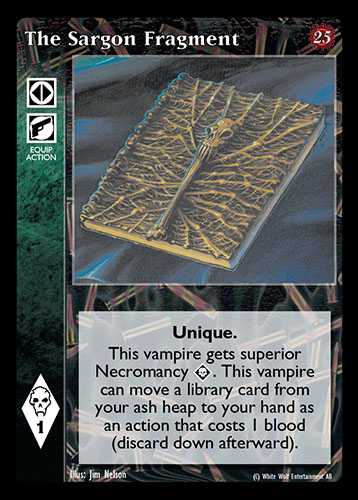 The Sargon Fragment
25
EQUIP
ACTION
Unique.
This vampire gets superior
Necromancy . This vampire
can move a library card from
your ash heap to your hand as
an action that costs 1 blood
(discard down afterward).
1
Illus: Jim Nelson
(C) White Wolf Entertainment AB